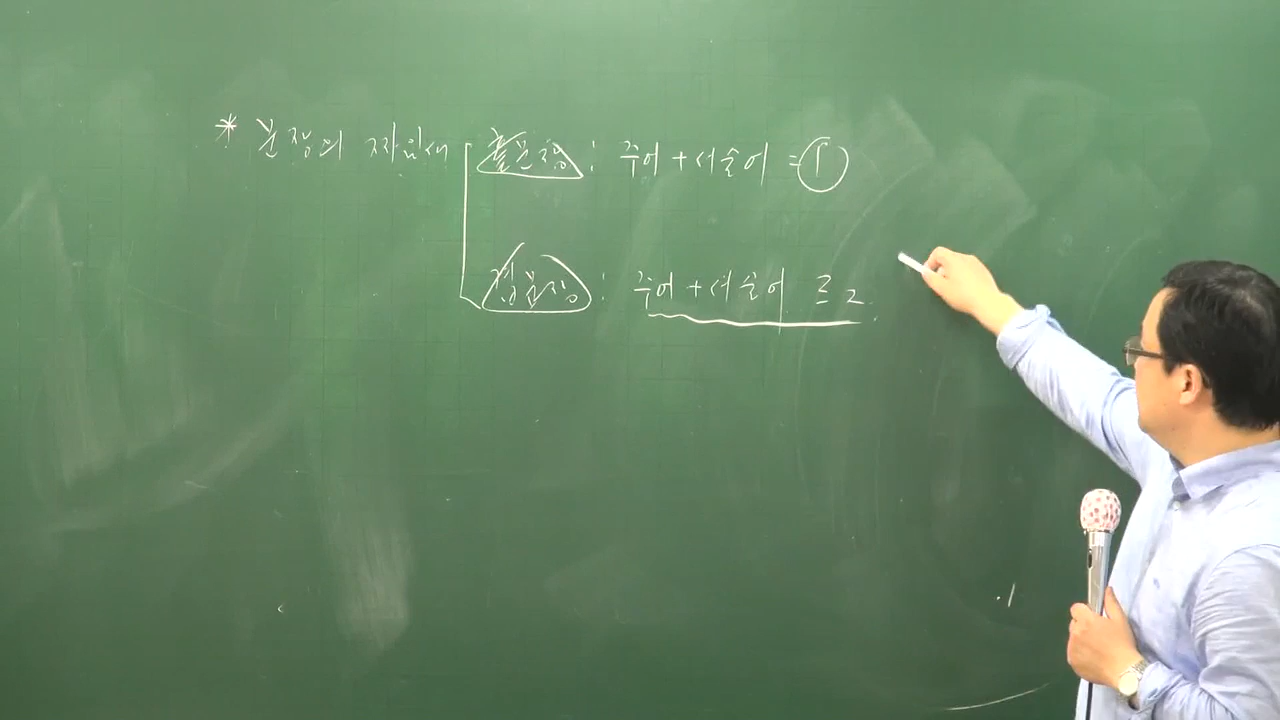 * 문장의 짜임새 홑문장 : 주어 + 서술어 = ①
겹문장 : 주어 + 서술어 ≥ 2